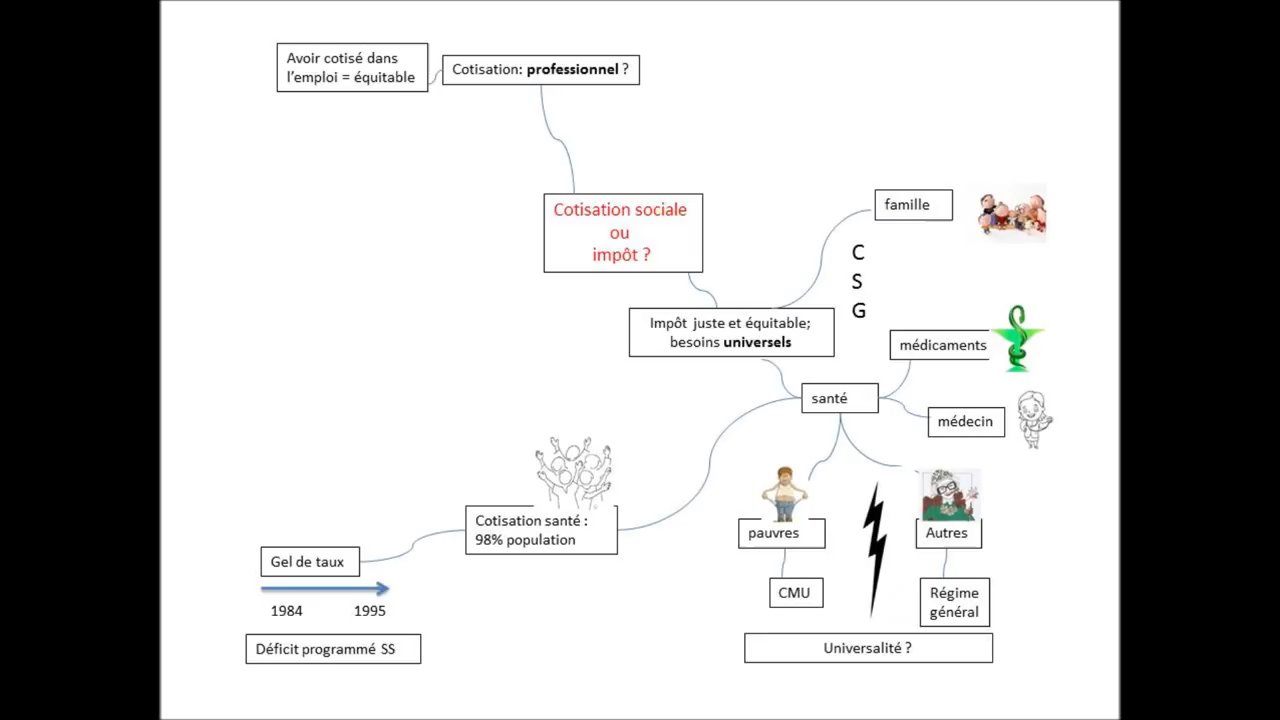 Avoir cotisé dans
l'emploi = équitable
Cotisation: professionnel ?
Cotisation sociale
ou
impôt ?
famille
C
S
G
Impôt juste et équitable;
besoins universels
médicaments
santé
médecin
Cotisation santé :
98% population
Gel de taux
1984 1995
Déficit programmé SS
pauvres
Autres
CMU
Régime
général
Universalité ?